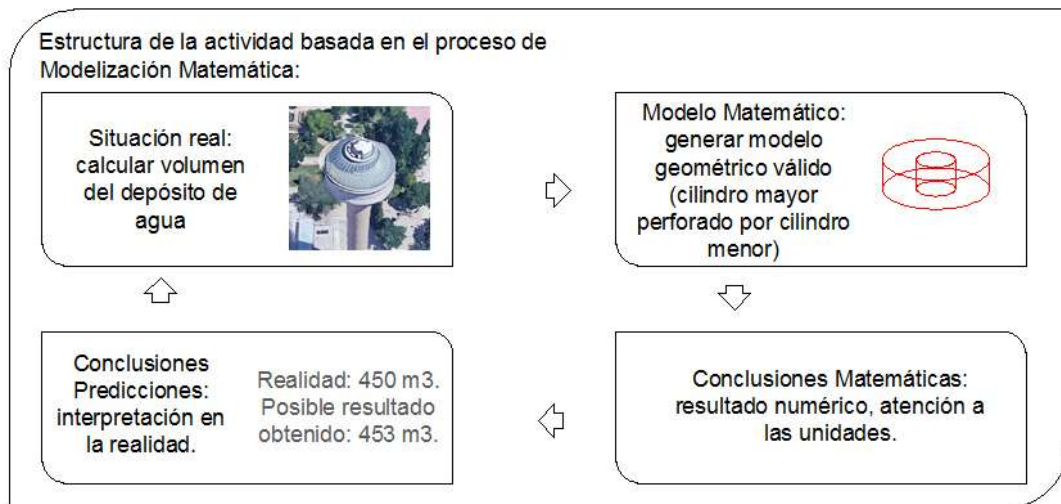 Estructura de la actividad basada en el proceso de
Modelización Matemática:
Situación real:
calcular volumen
del depósito de
agua
Modelo Matemático:
generar modelo
geométrico válido
(cilindro mayor
perforado por cilindro
menor)
Conclusiones
Predicciones:
interpretación en
la realidad.
Realidad: 450 m3.
Posible resultado
obtenido: 453 m3.
Conclusiones Matemáticas:
resultado numérico, atención a
las unidades.